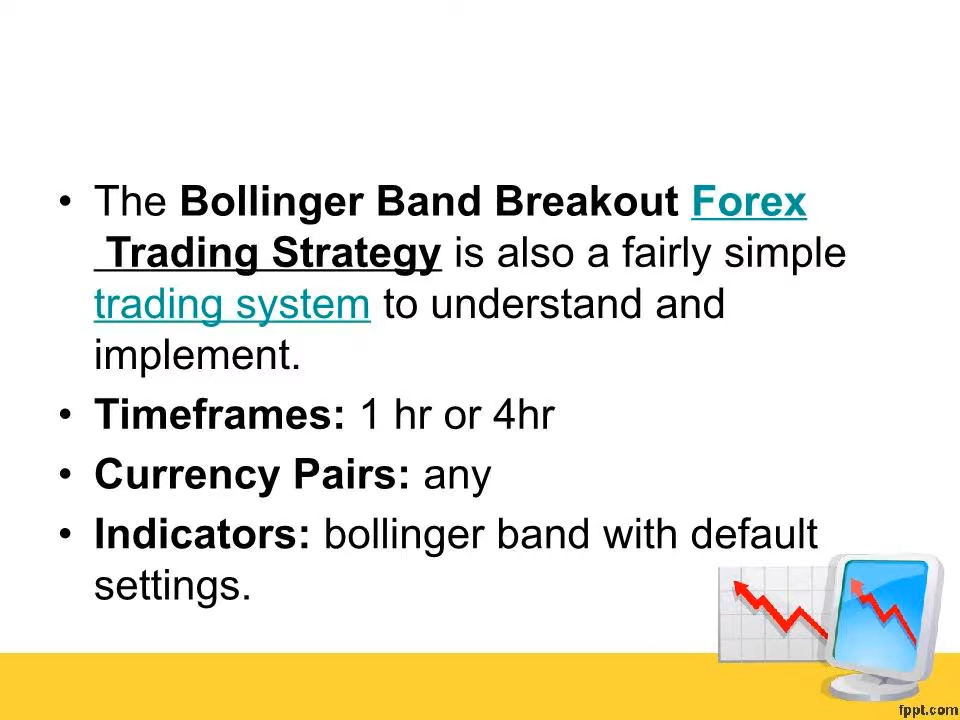 • The Bollinger Band Breakout Forex
Trading Strategy is also a fairly simple
trading system to understand and
implement.
• Timeframes: 1 hr or 4hr
• Currency Pairs: any
• Indicators: bollinger band with default
settings.
fppt.com